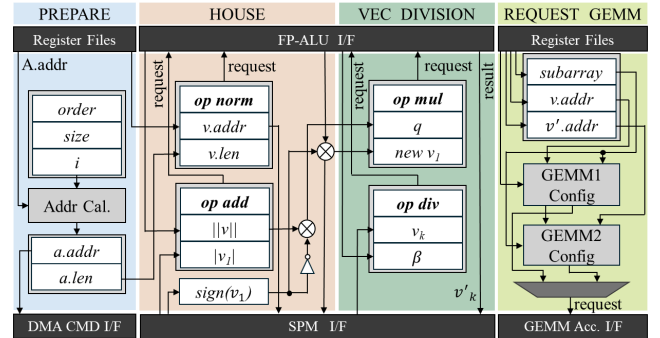 PREPARE
HOUSE
VEC DIVISION
REQUEST GEMM
Register Files
FP-ALU I/F
Register Files
A.addr
request
request
request
request
result
order
size
i
Addr Cal.
a.addr
a.len
op norm
v.addr
v.len
op add
||v||
|v₁|
sign(v₁)
op mul
q
new v₁
op div
vₖ
β
v'ₖ
subarray
v.addr
v'.addr
GEMM1
Config
GEMM2
Config
request
DMA CMD I/F
SPM I/F
GEMM Acc. I/F